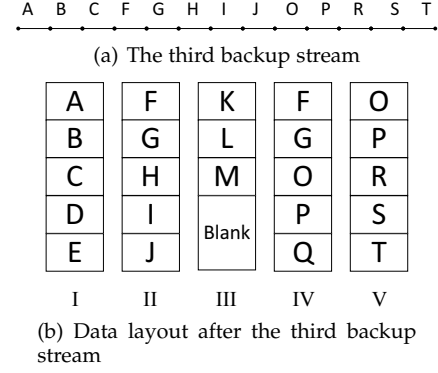 A B C F G H I J O P R S T
(a) The third backup stream
A F K F O
B G L G P
C H M O R
D I Blank P S
E J Q T
I II III IV V
(b) Data layout after the third backup
stream